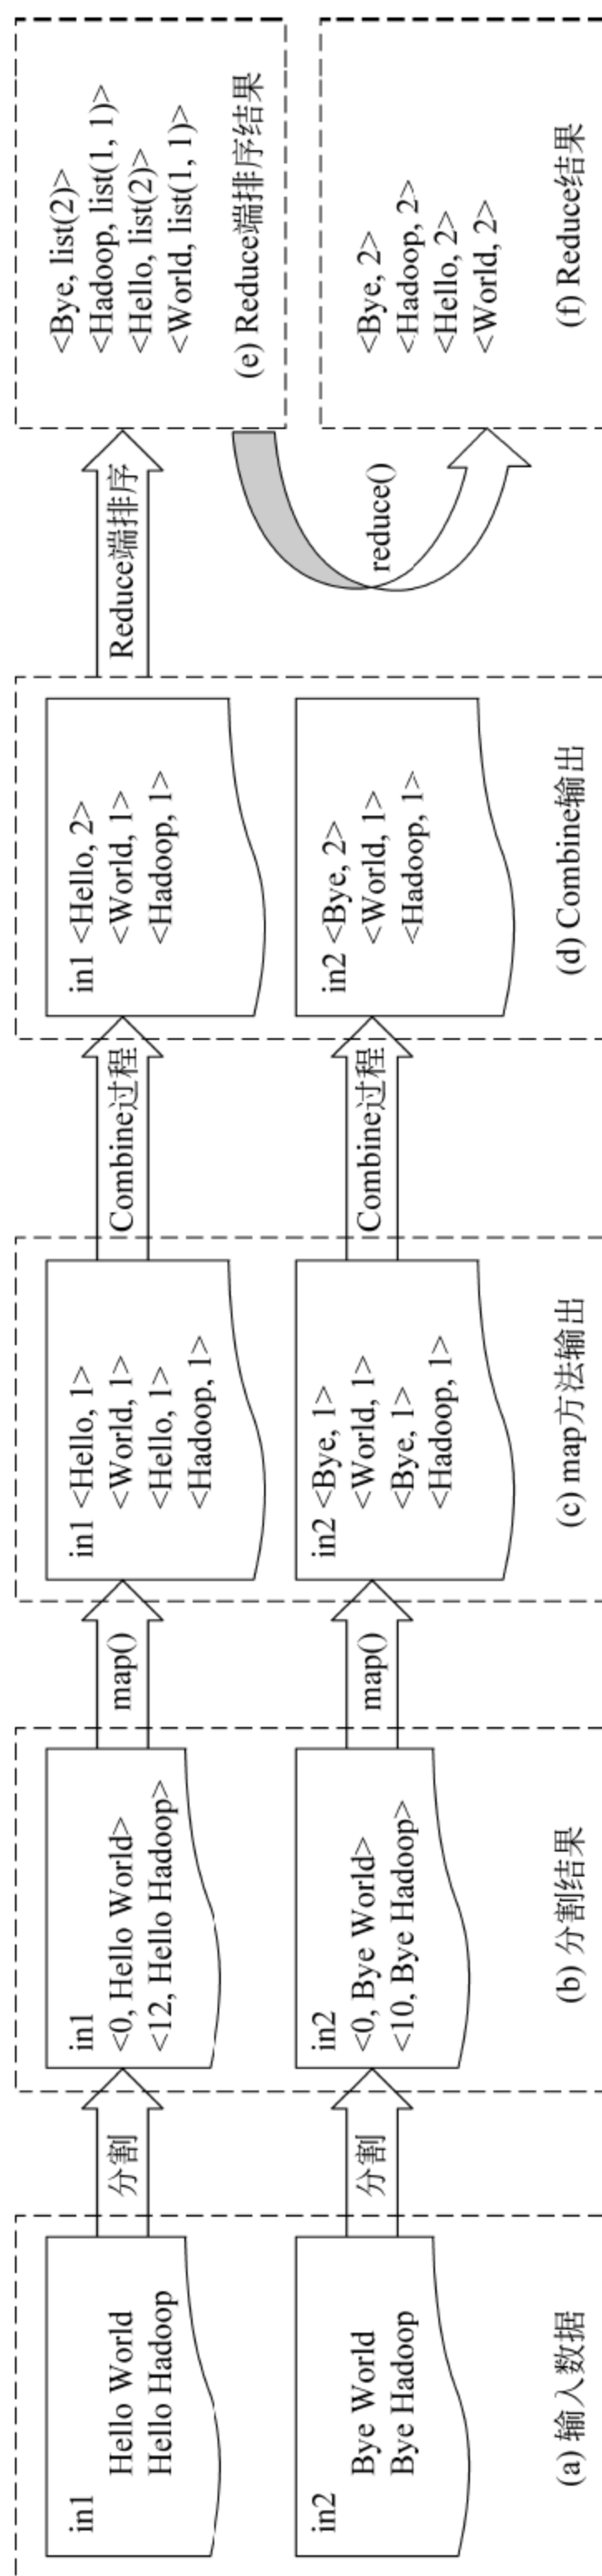 in1
Hello World
Hello Hadoop
in2
Bye World
Bye Hadoop
(a) 输入数据
分割
分割
in1
<0, Hello World>
<12, Hello Hadoop>
in2
<0, Bye World>
<10, Bye Hadoop>
(b) 分割结果
map()
map()
in1 <Hello, 1>
<World, 1>
<Hello, 1>
<Hadoop, 1>
in2 <Bye, 1>
<World, 1>
<Bye, 1>
<Hadoop, 1>
(c) map方法输出
Combine过程
Combine过程
in1 <Hello, 2>
<World, 1>
<Hadoop, 1>
in2 <Bye, 2>
<World, 1>
<Hadoop, 1>
(d) Combine输出
Reduce端排序
<Bye, list(2)>
<Hadoop, list(1, 1)>
<Hello, list(2)>
<World, list(1, 1)>
(e) Reduce端排序结果
reduce()
<Bye, 2>
<Hadoop, 2>
<Hello, 2>
<World, 2>
(f) Reduce结果